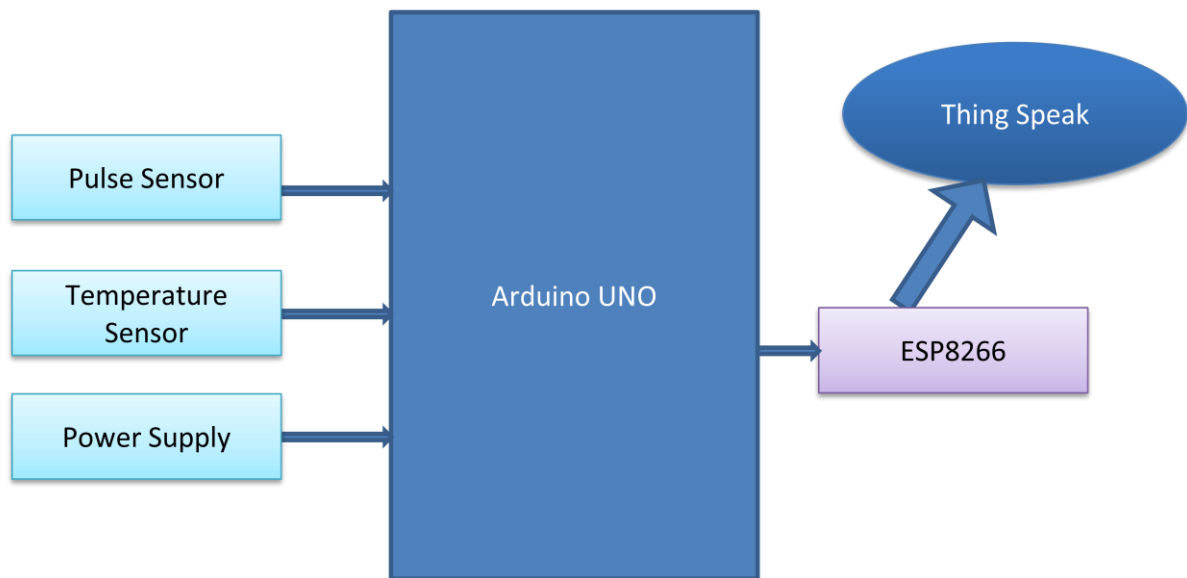 Pulse Sensor
Temperature
Sensor
Power Supply
Arduino UNO
ESP8266
Thing Speak